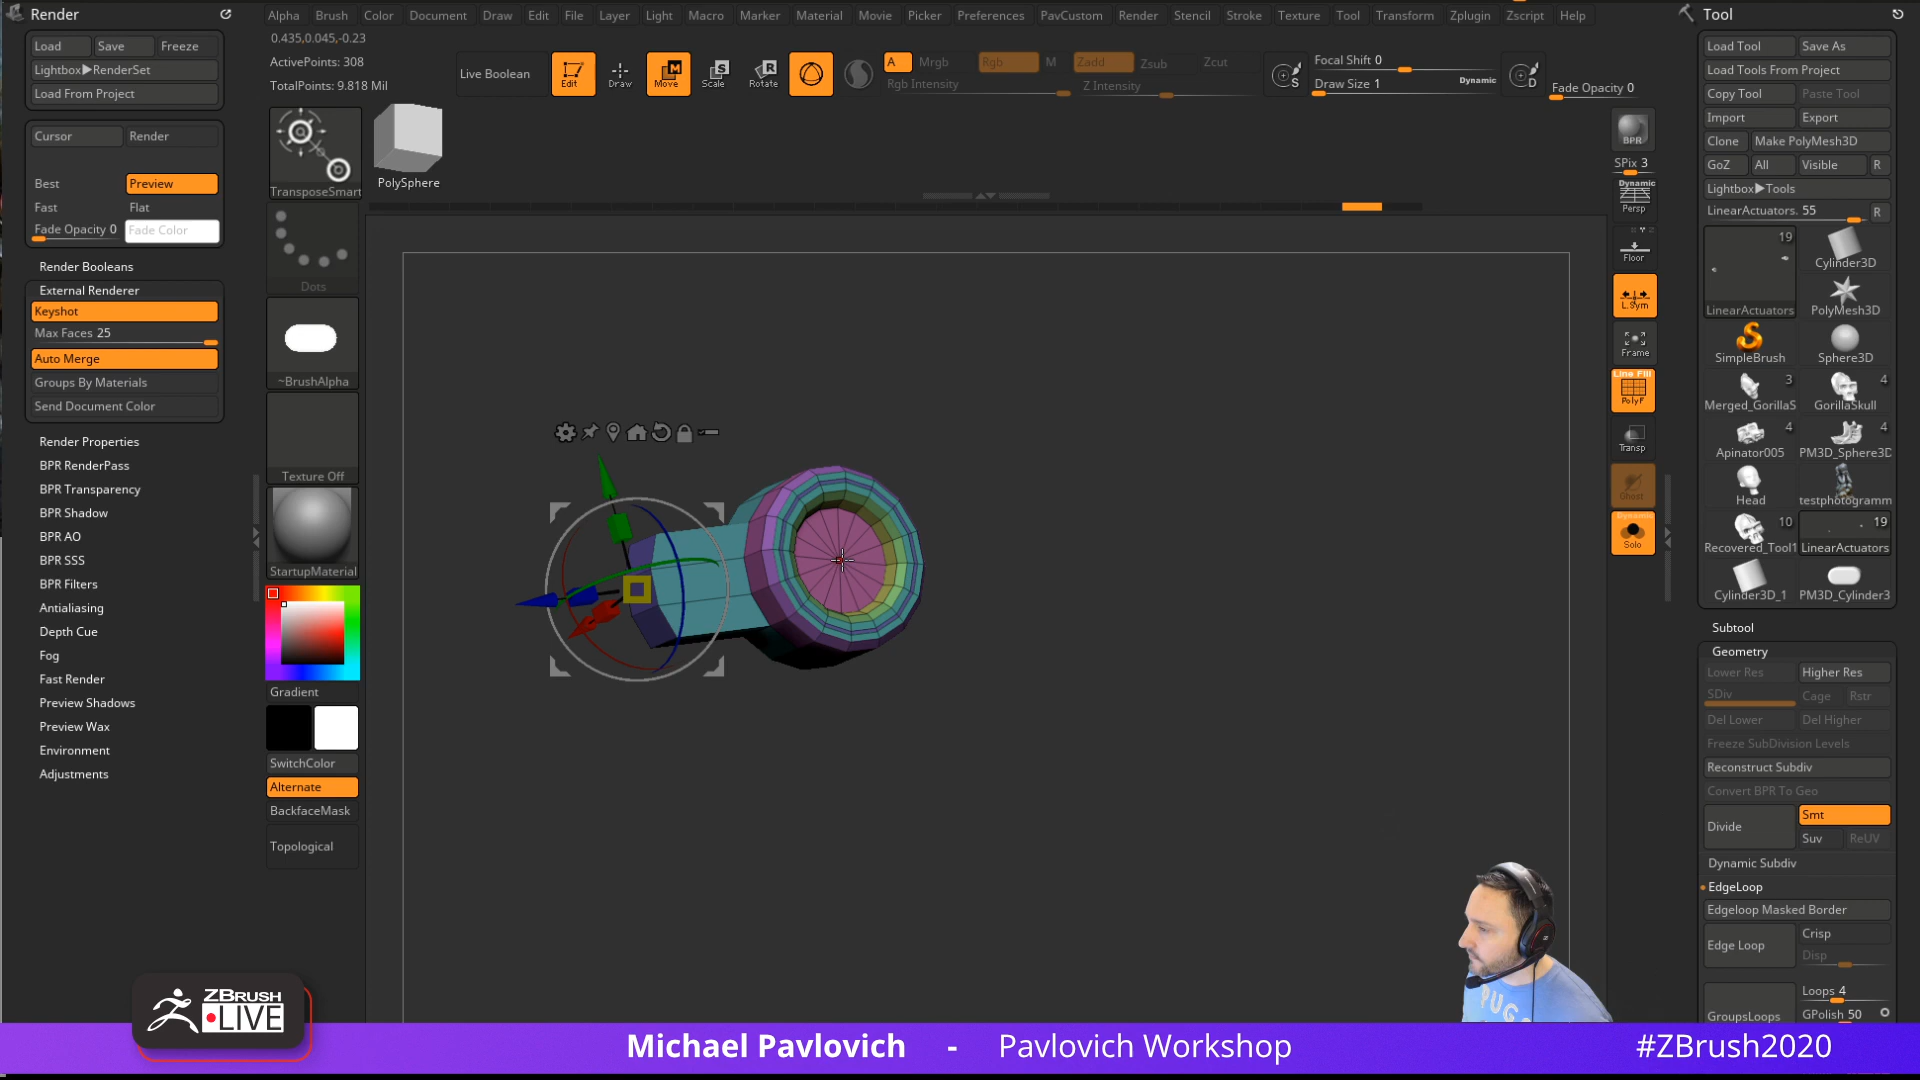 Render
Load Save Freeze
Lightbox▶RenderSet
Load From Project
Cursor Render
Best Preview
Fast Flat
Fade Opacity 0 Fade Color
Render Booleans
External Renderer
Keyshot
Max Faces 25
Auto Merge
Groups By Materials
Send Document Color
Render Properties
BPR RenderPass
BPR Transparency
BPR Shadow
BPR AO
BPR SSS
BPR Filters
Antialiasing
Depth Cue
Fog
Fast Render
Preview Shadows
Preview Wax
Environment
Adjustments
Alpha Brush Color Document Draw Edit File Layer Light Macro Marker Material Movie Picker Preferences PavCustom Render Stencil Stroke Texture Tool Transform Zplugin Zscript Help
0.435,0.045,-0.23
ActivePoints: 308
TotalPoints: 9.818 Mil
Live Boolean
Edit Draw Move Scale Rotate
A Mrgb Rgb M Zadd Zsub Zcut
Rgb Intensity Z Intensity
Focal Shift 0
Draw Size 1 Dynamic
Fade Opacity 0
TransposeSmart
PolySphere
Dots
~BrushAlpha
Texture Off
StartupMaterial
Gradient
SwitchColor
Alternate
BackfaceMask
Topological
BPR
SPix 3
Dynamic
Persp
Floor
L.Sym
Frame
Line Fill
PolyF
Transp
Ghost
Dynamic
Solo
Tool
Load Tool Save As
Load Tools From Project
Copy Tool Paste Tool
Import Export
Clone Make PolyMesh3D
GoZ All Visible R
Lightbox▶Tools
LinearActuators. 55 R
19
LinearActuators
Cylinder3D
PolyMesh3D
SimpleBrush Sphere3D
3 4
Merged_GorillaS GorillaSkull
4 4
Apinator005 PM3D_Sphere3D
Head testphotogramm
10 19
Recovered_Tool1 LinearActuators
Cylinder3D_1 PM3D_Cylinder3
Subtool
Geometry
Lower Res Higher Res
SDiv Cage Rstr
Del Lower Del Higher
Freeze SubDivision Levels
Reconstruct Subdiv
Convert BPR To Geo
Divide Smt
Suv ReUV
Dynamic Subdiv
EdgeLoop
Edgeloop Masked Border
Edge Loop Crisp
Disp
Loops 4
GroupsLoops GPolish 50
PUG
ZBRUSH
LIVE
Michael Pavlovich - Pavlovich Workshop #ZBrush2020